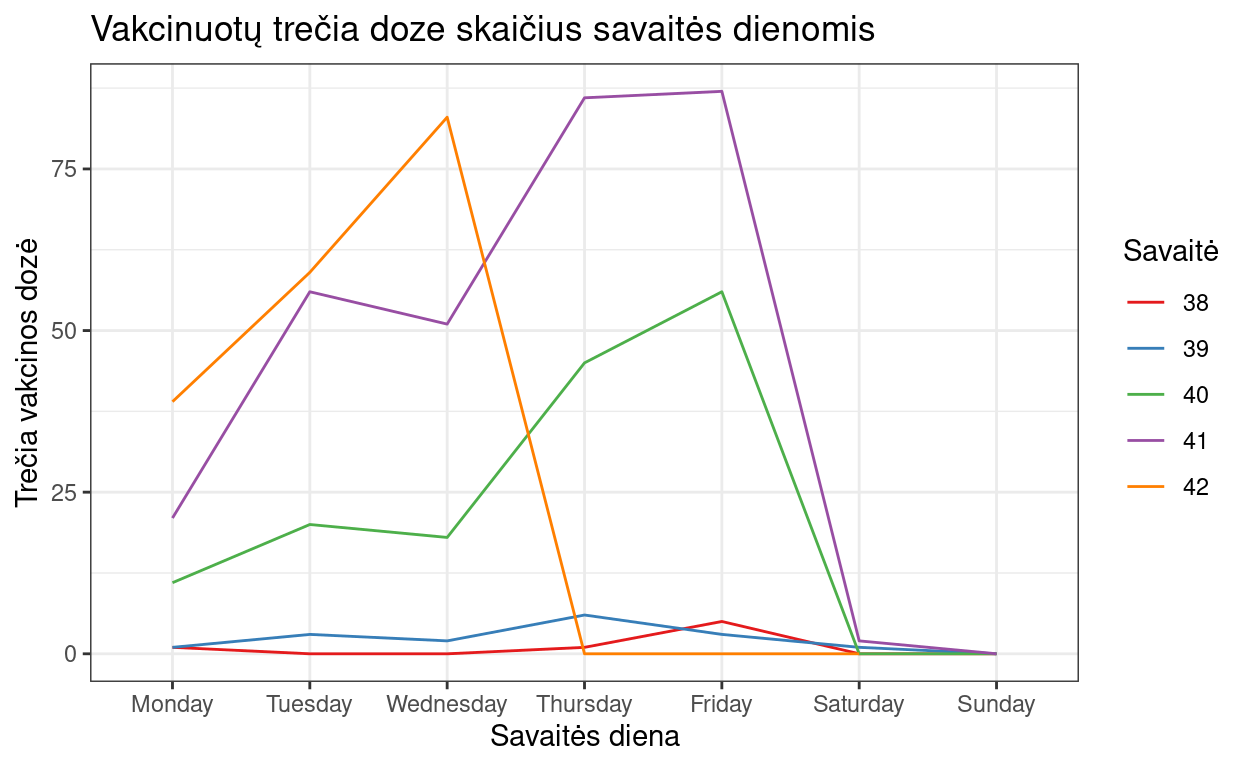 Vakcinuotų trečia doze skaičius savaitės dienomis
Trečia vakcinos dozė
75
50
25
0
Monday Tuesday Wednesday Thursday Friday Saturday Sunday
Savaitės diena
Savaitė
38
39
40
41
42